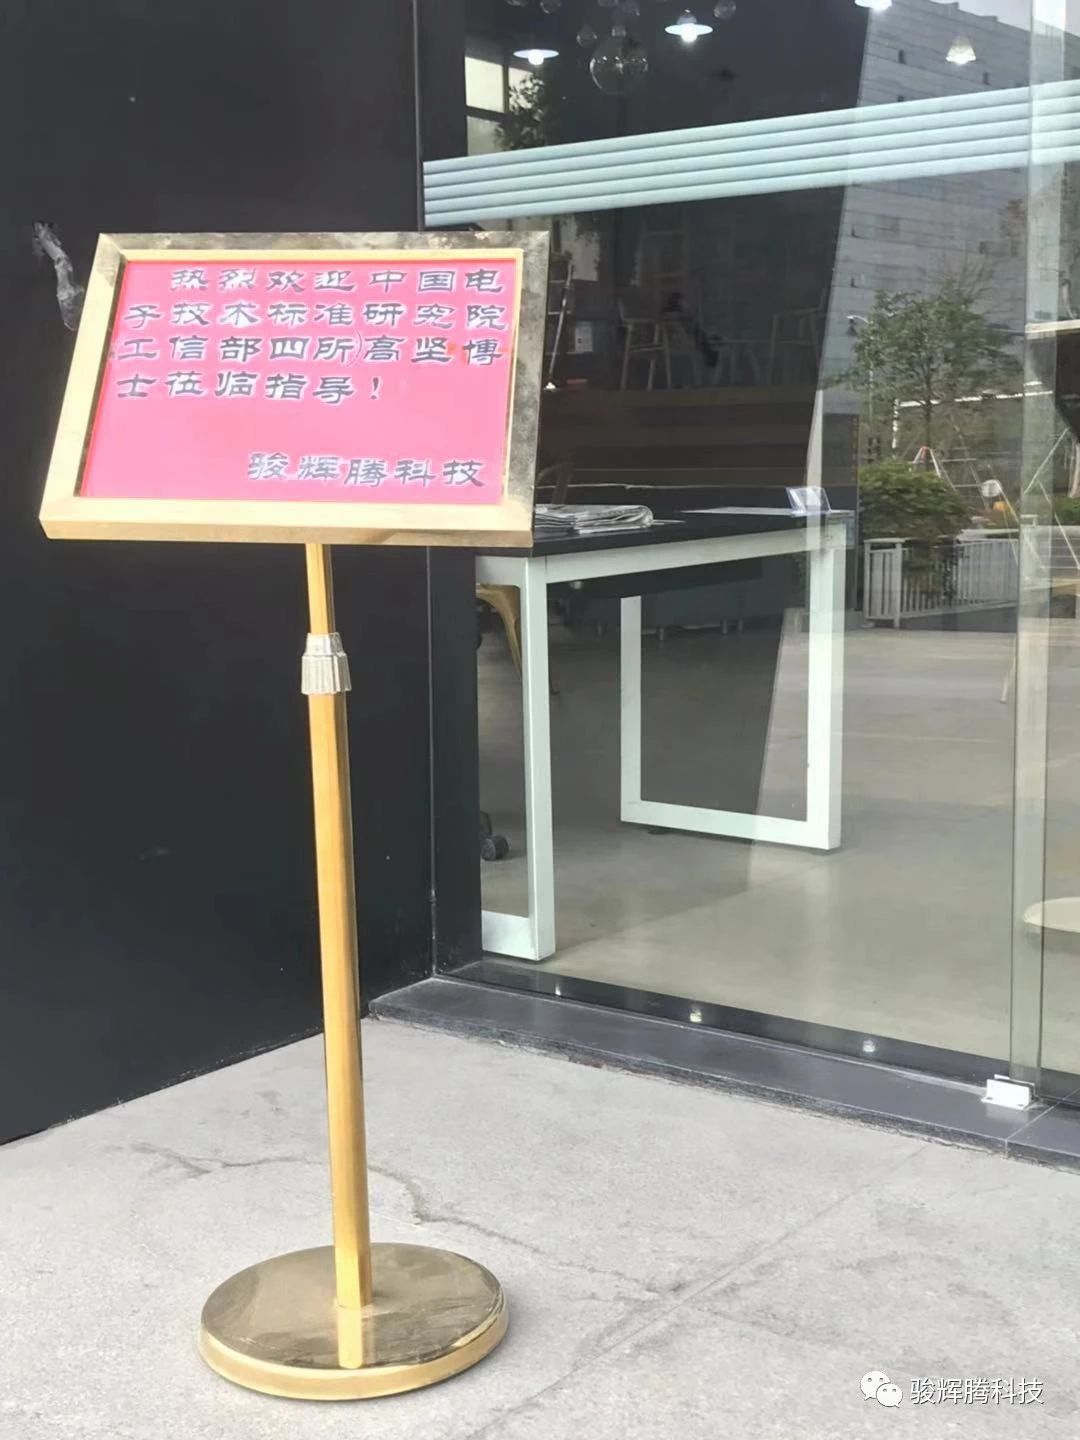 热烈欢迎中国电
子技术标准研究院
工信部四所)高坚博
士莅临指导！
骏辉腾科技
骏辉腾科技